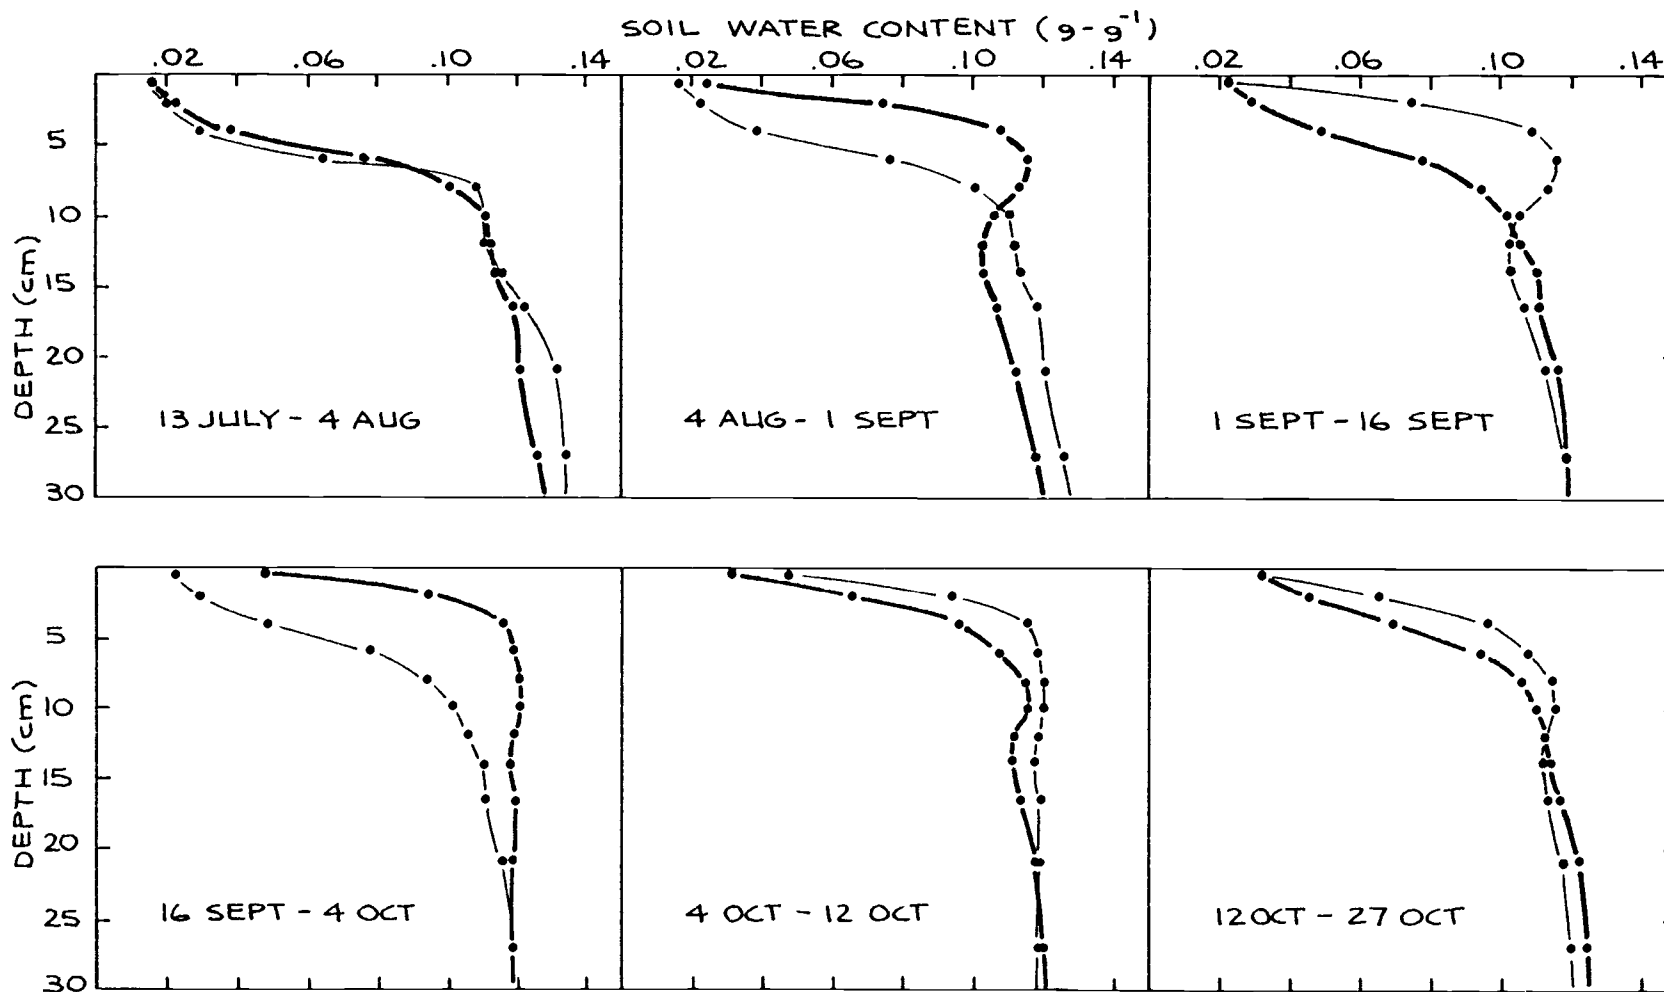 SOIL WATER CONTENT (g-g⁻¹)
.02 .06 .10 .14 .02 .06 .10 .14 .02 .06 .10 .14
5
10
15
20
25
30
DEPTH (cm)
13 JULY - 4 AUG
4 AUG - 1 SEPT
1 SEPT - 16 SEPT
5
10
15
20
25
30
DEPTH (cm)
16 SEPT - 4 OCT
4 OCT - 12 OCT
12 OCT - 27 OCT